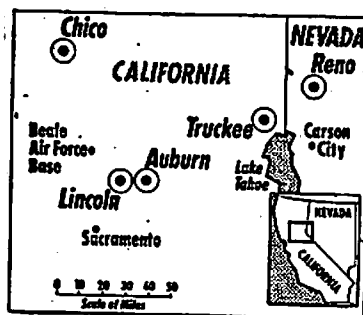 Chico
NEVADA
Reno
CALIFORNIA
Truckee
Carson
City
Beale
Air Force
Base
Auburn
Lincoln
Lake
Tahoe
Sacramento
NEVADA
CALIFORNIA
0 10 20 30 40 50
Scale of Miles